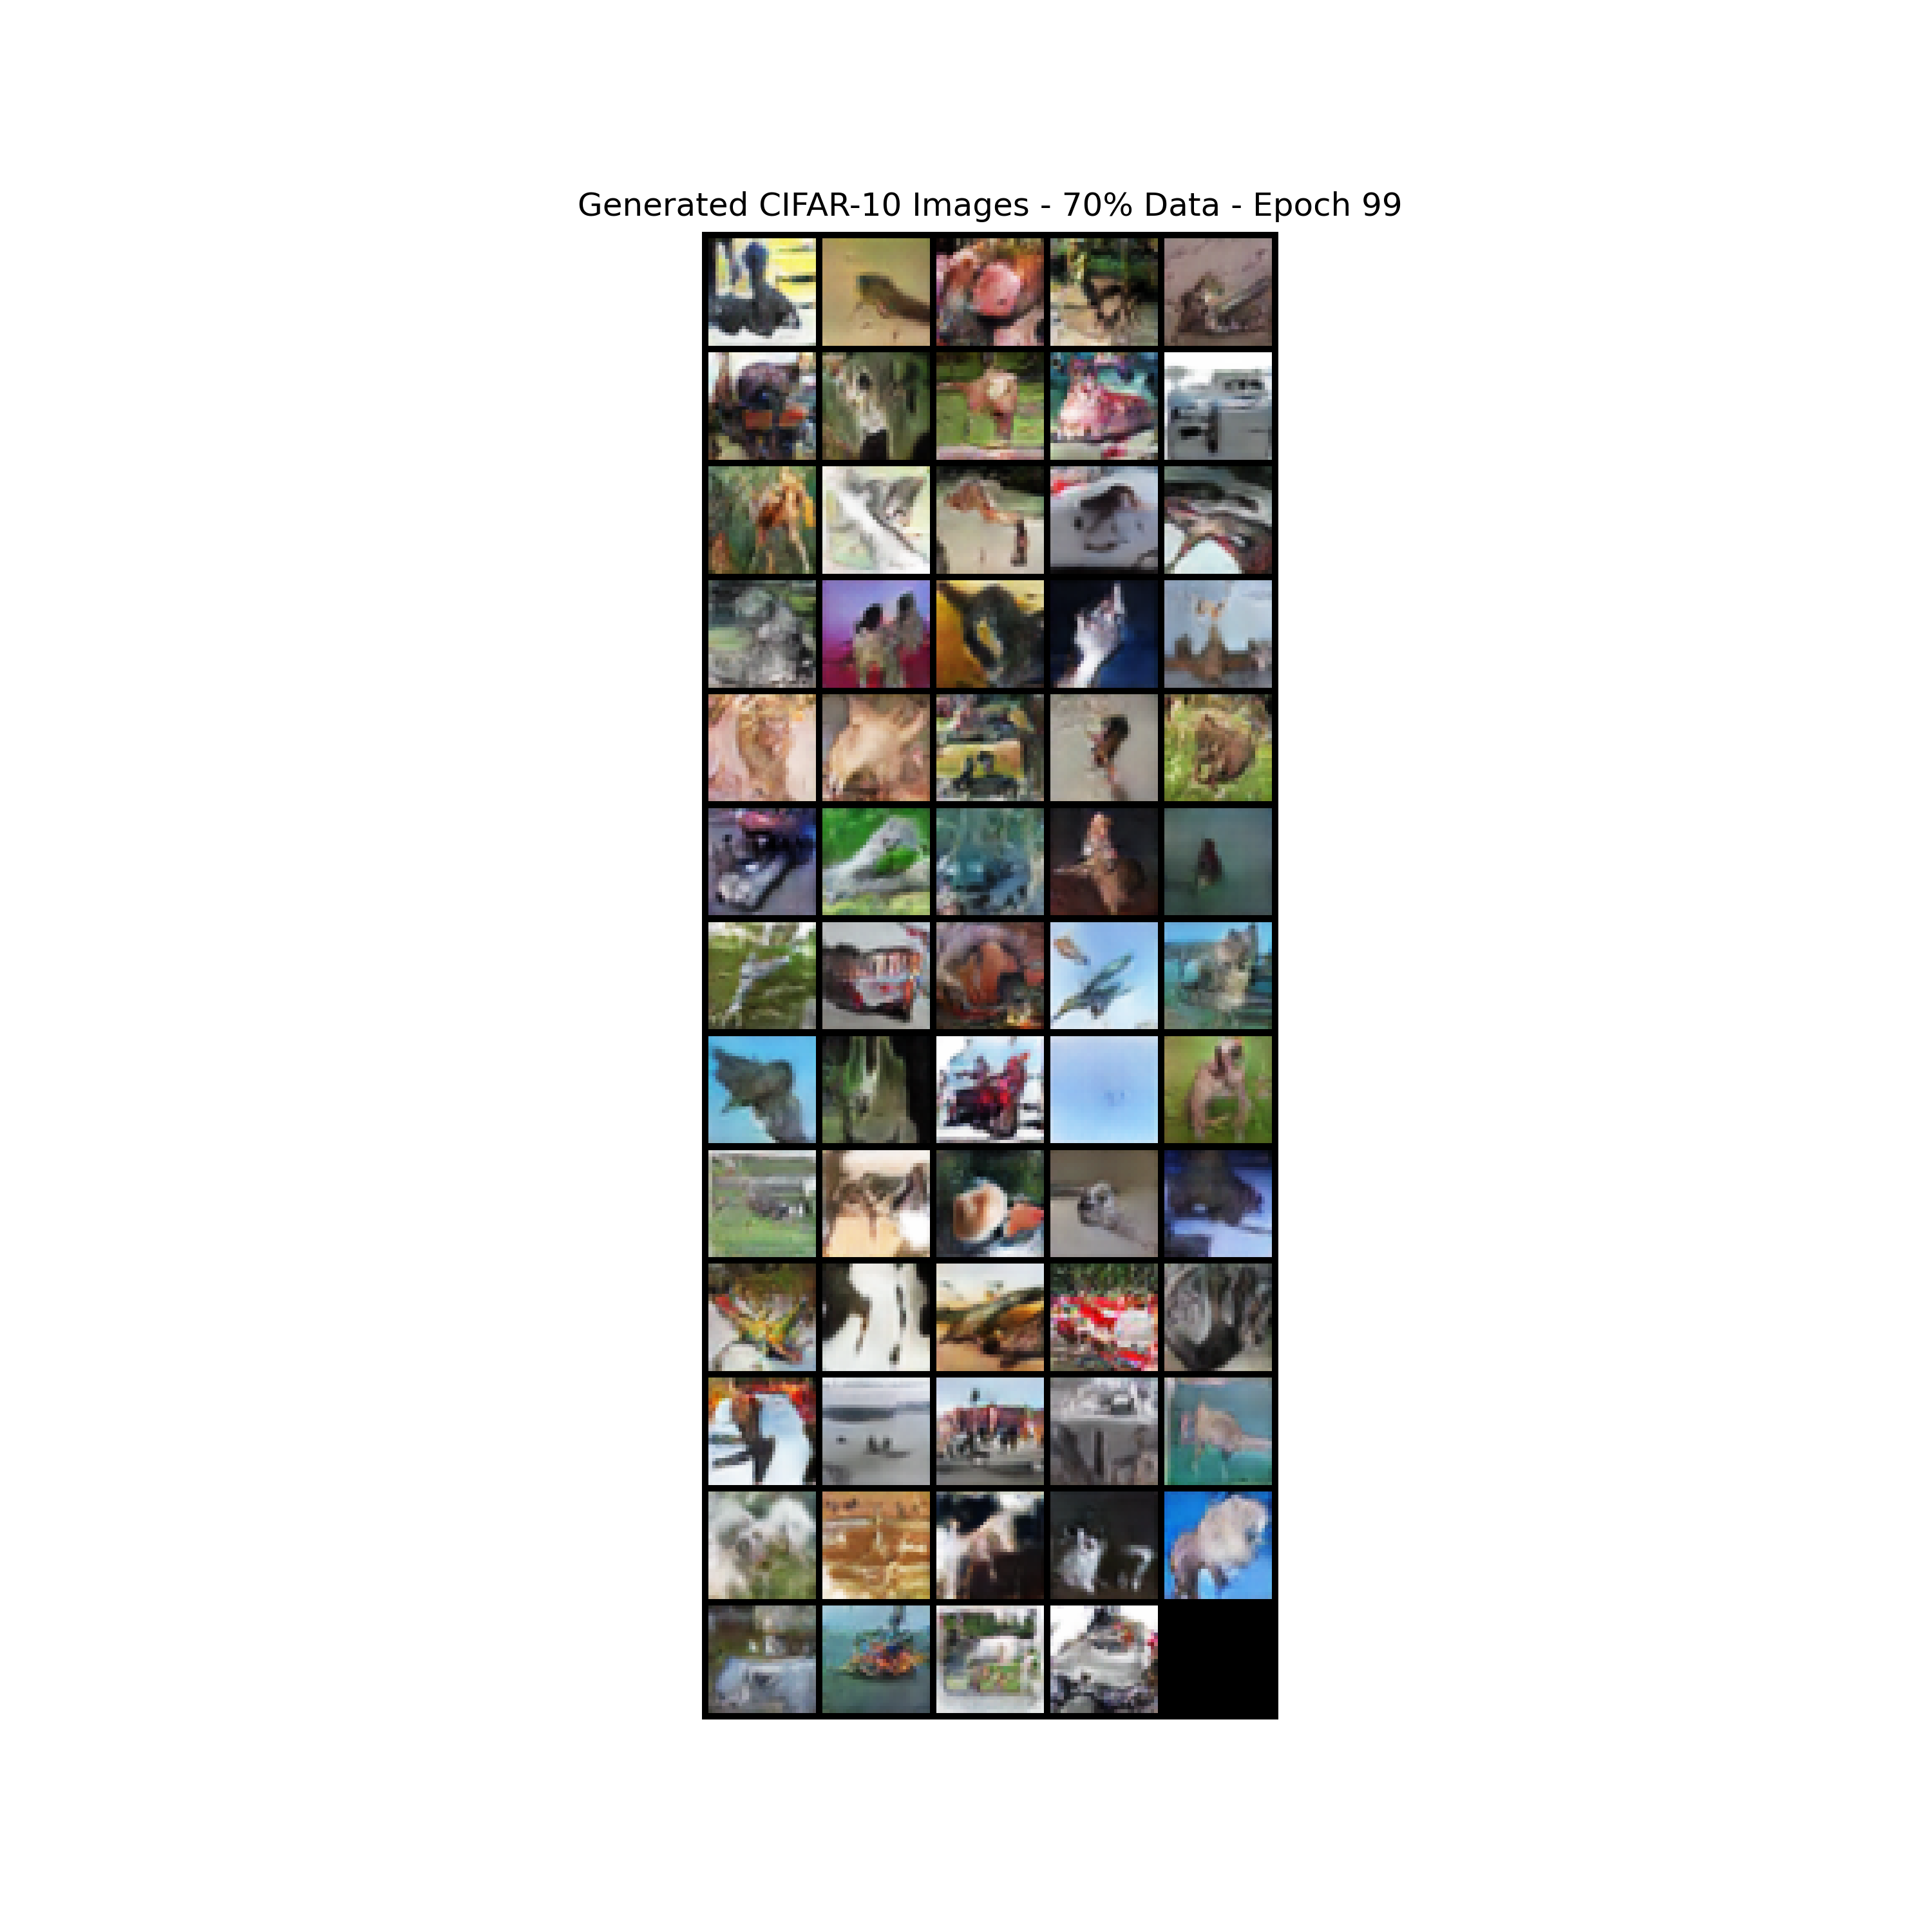 Generated CIFAR-10 Images - 70% Data - Epoch 99